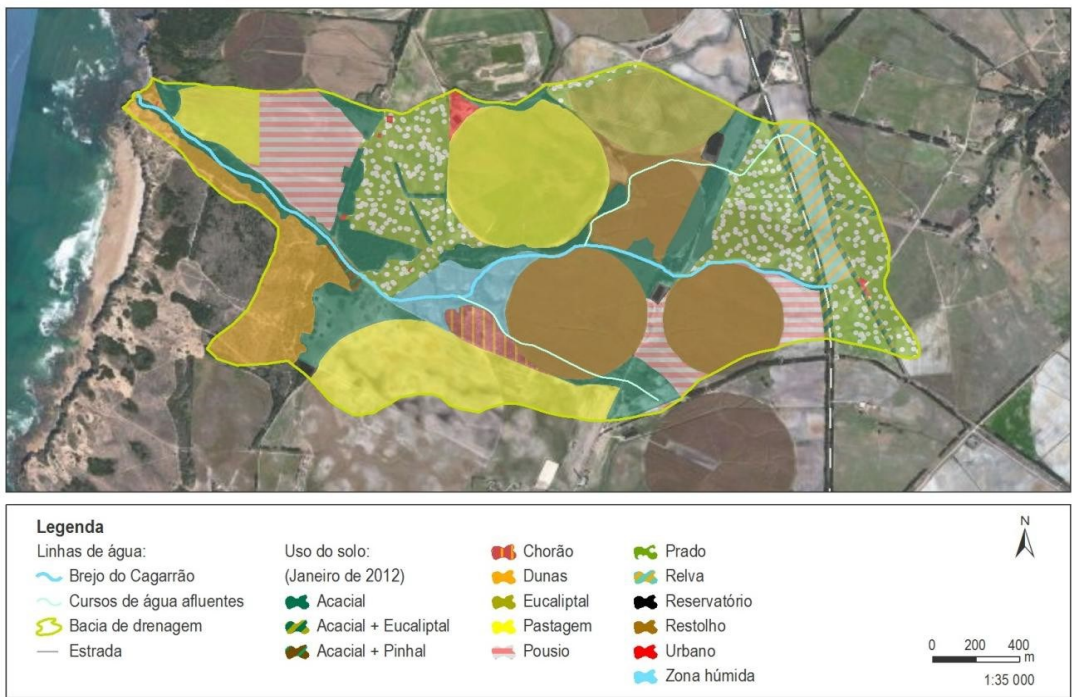 Legenda
Linhas de água:
Brejo do Cagarrão
Cursos de água afluentes
Bacia de drenagem
Estrada
Uso do solo:
(Janeiro de 2012)
Acacial
Acacial + Eucaliptal
Acacial + Pinhal
Chorão
Dunas
Eucaliptal
Pastagem
Pousio
Prado
Relva
Reservatório
Restolho
Urbano
Zona húmida
N
0 200 400
m
1:35 000